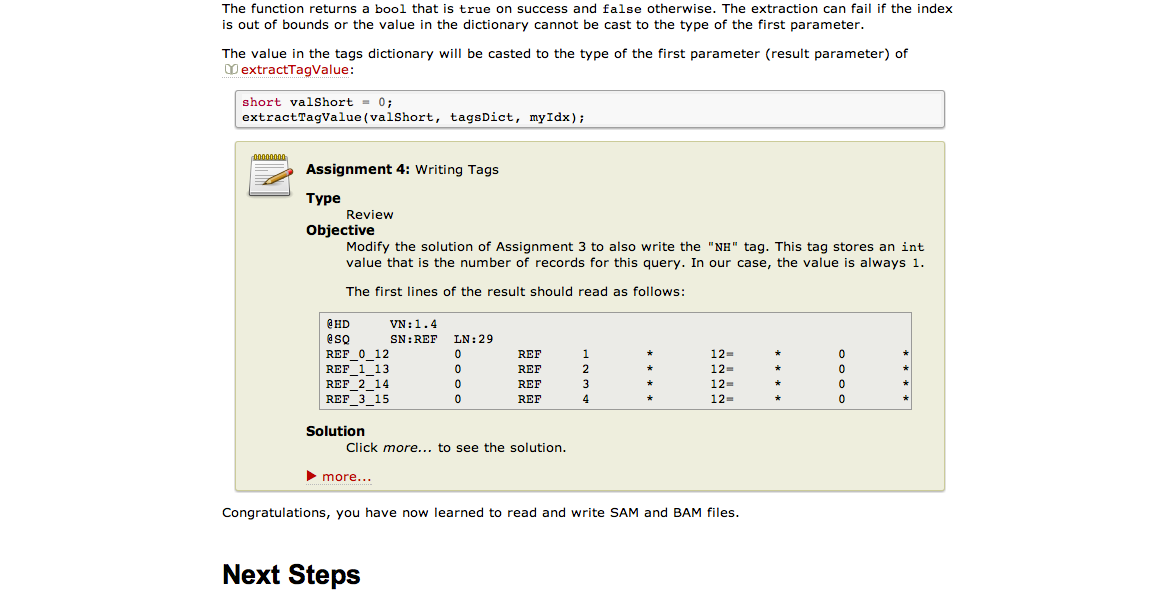 The function returns a bool that is true on success and false otherwise. The extraction can fail if the index
is out of bounds or the value in the dictionary cannot be cast to the type of the first parameter.
The value in the tags dictionary will be casted to the type of the first parameter (result parameter) of
extractTagValue:
short valShort = 0;
extractTagValue(valShort, tagsDict, myIdx);
Assignment 4: Writing Tags
Type
Review
Objective
Modify the solution of Assignment 3 to also write the "NH" tag. This tag stores an int
value that is the number of records for this query. In our case, the value is always 1.
The first lines of the result should read as follows:
@HD VN:1.4
@SQ SN:REF LN:29
REF_0_12 0 REF 1 * 12= * 0 *
REF_1_13 0 REF 2 * 12= * 0 *
REF_2_14 0 REF 3 * 12= * 0 *
REF_3_15 0 REF 4 * 12= * 0 *
Solution
Click more... to see the solution.
more...
Congratulations, you have now learned to read and write SAM and BAM files.
Next Steps